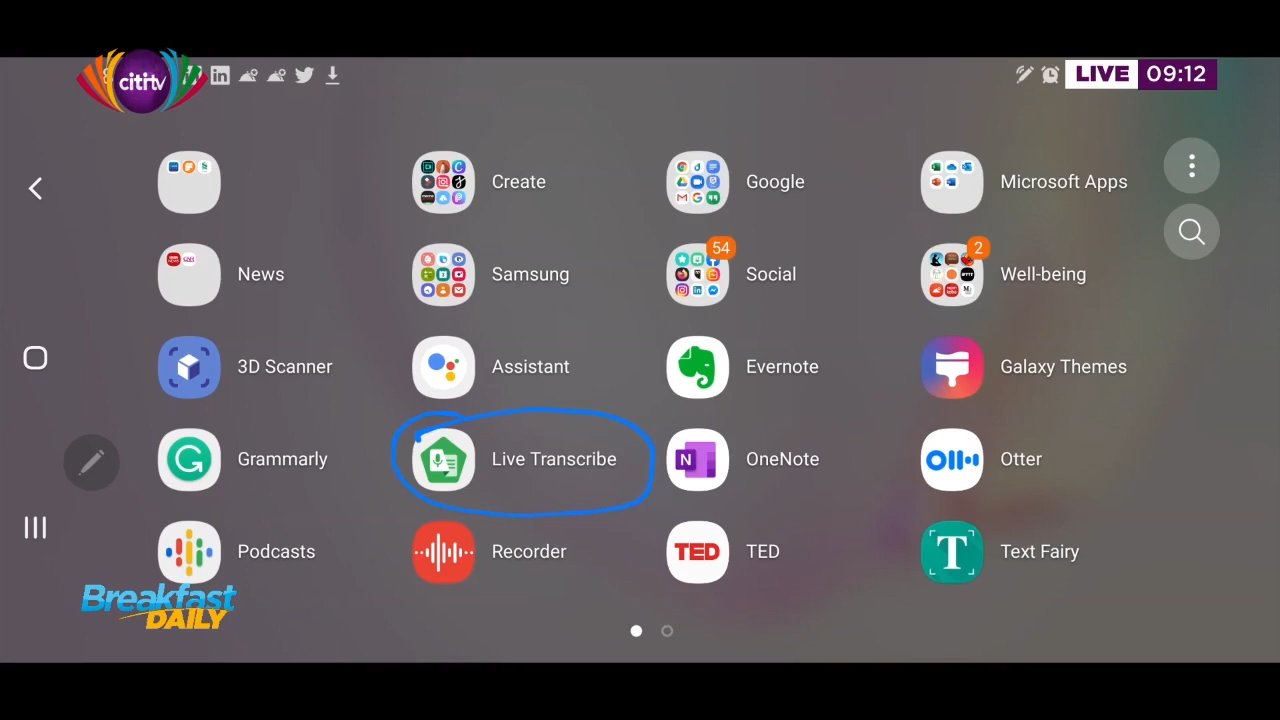 citi tv
LIVE 09:12
Create
Google
Microsoft Apps
News
Samsung
54
Social
2
Well-being
3D Scanner
Assistant
Evernote
Galaxy Themes
Grammarly
Live Transcribe
N
OneNote
Otter
Podcasts
Recorder
TED
TED
T
Text Fairy
Breakfast
DAILY